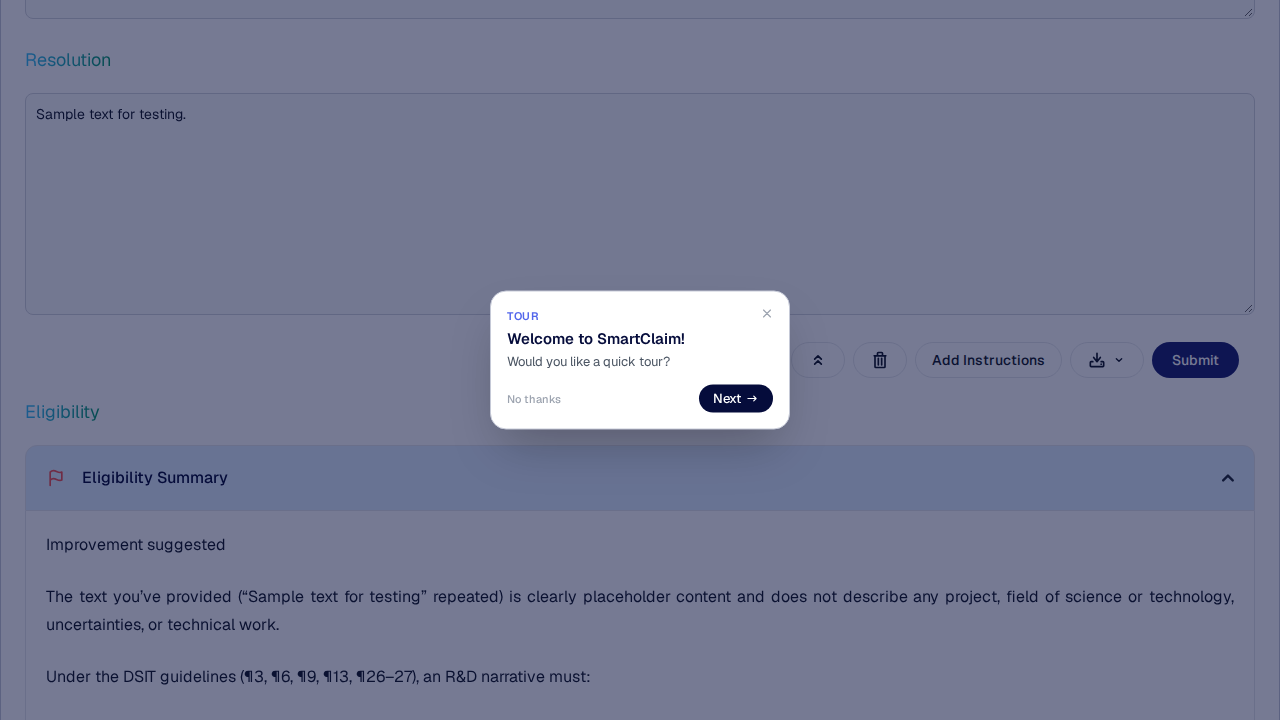 Resolution
Sample text for testing.
TOUR
Welcome to SmartClaim!
Would you like a quick tour?
No thanks
Next →
Add Instructions
Submit
Eligibility
Eligibility Summary
Improvement suggested
The text you’ve provided (“Sample text for testing” repeated) is clearly placeholder content and does not describe any project, field of science or technology,
uncertainties, or technical work.
Under the DSIT guidelines (¶3, ¶6, ¶9, ¶13, ¶26–27), an R&D narrative must: